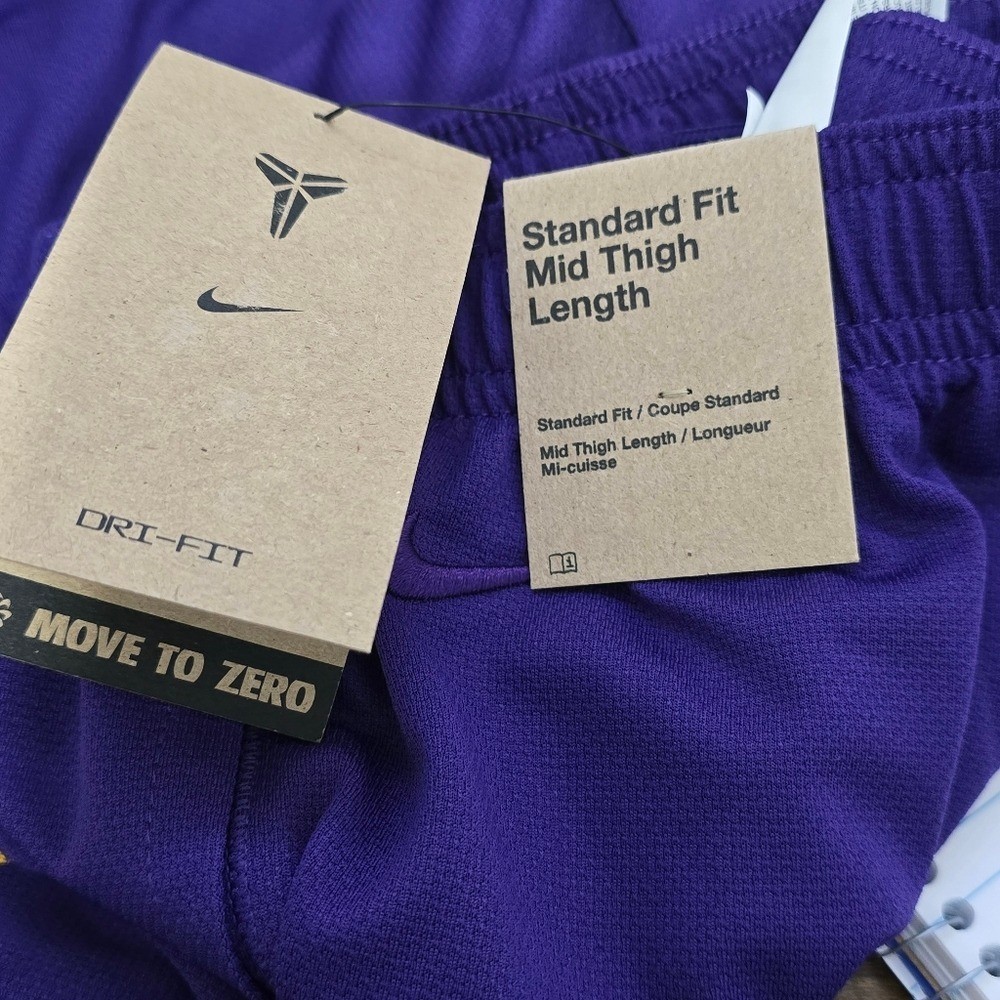 DRI-FIT
MOVE TO ZERO
Standard Fit
Mid Thigh
Length
Standard Fit / Coupe Standard
Mid Thigh Length / Longueur
Mi-cuisse
i